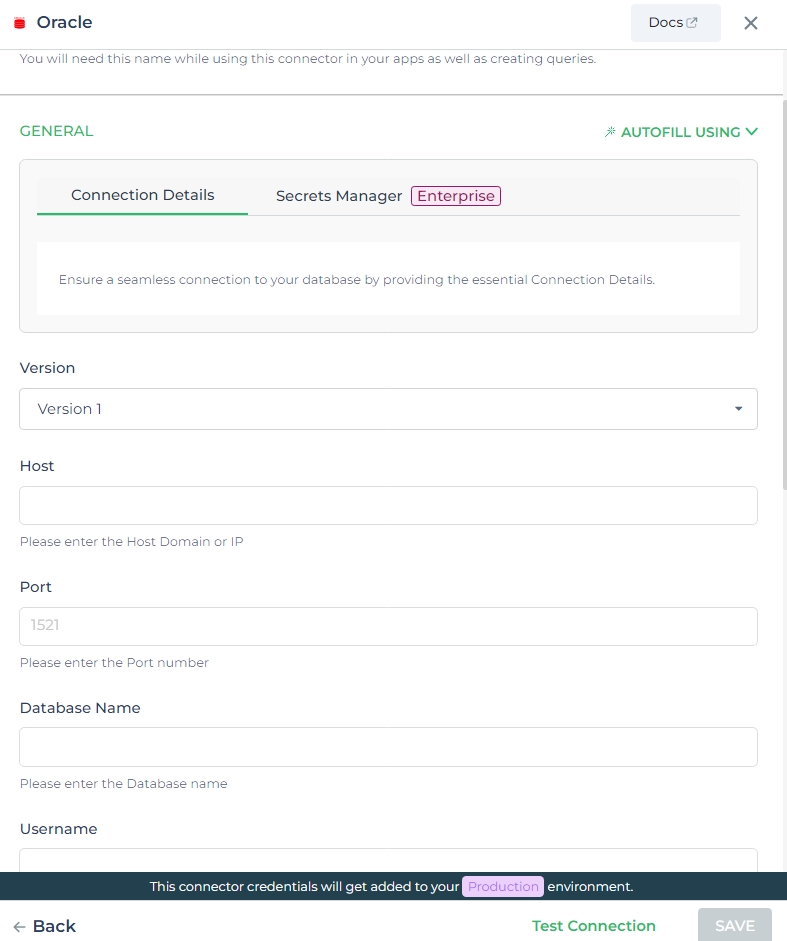 Oracle
Docs
You will need this name while using this connector in your apps as well as creating queries.
GENERAL
AUTOFILL USING
Connection Details
Secrets Manager Enterprise
Ensure a seamless connection to your database by providing the essential Connection Details.
Version
Version 1
Host
Please enter the Host Domain or IP
Port
1521
Please enter the Port number
Database Name
Please enter the Database name
Username
This connector credentials will get added to your Production environment.
Back
Test Connection
SAVE